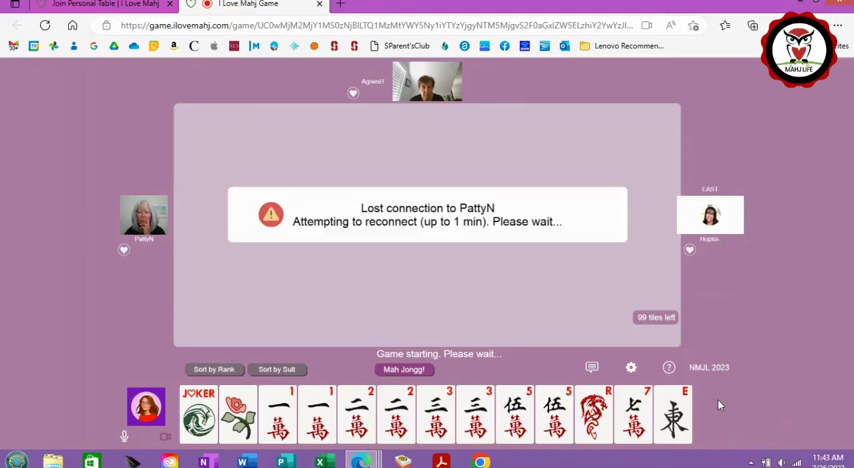 Join Personal Table | I Love Mahj
I Love Mahj Game
https://game.ilovemahj.com/game/
SParent'sClub
Lenovo Recommen...
MAHJ LIFE
Lost connection to PattyN
Attempting to reconnect (up to 1 min). Please wait...
EAST
PattyN
99 tiles left
Game starting. Please wait...
Sort by Rank
Sort by Suit
Mah Jongg!
NMJL 2023
JOKER
1 1 2 2 3 3 5 5 R 7 E
一 一 二 二 三 三 伍 伍 七 東
萬 萬 萬 萬 萬 萬 萬 萬 萬
11:43 AM